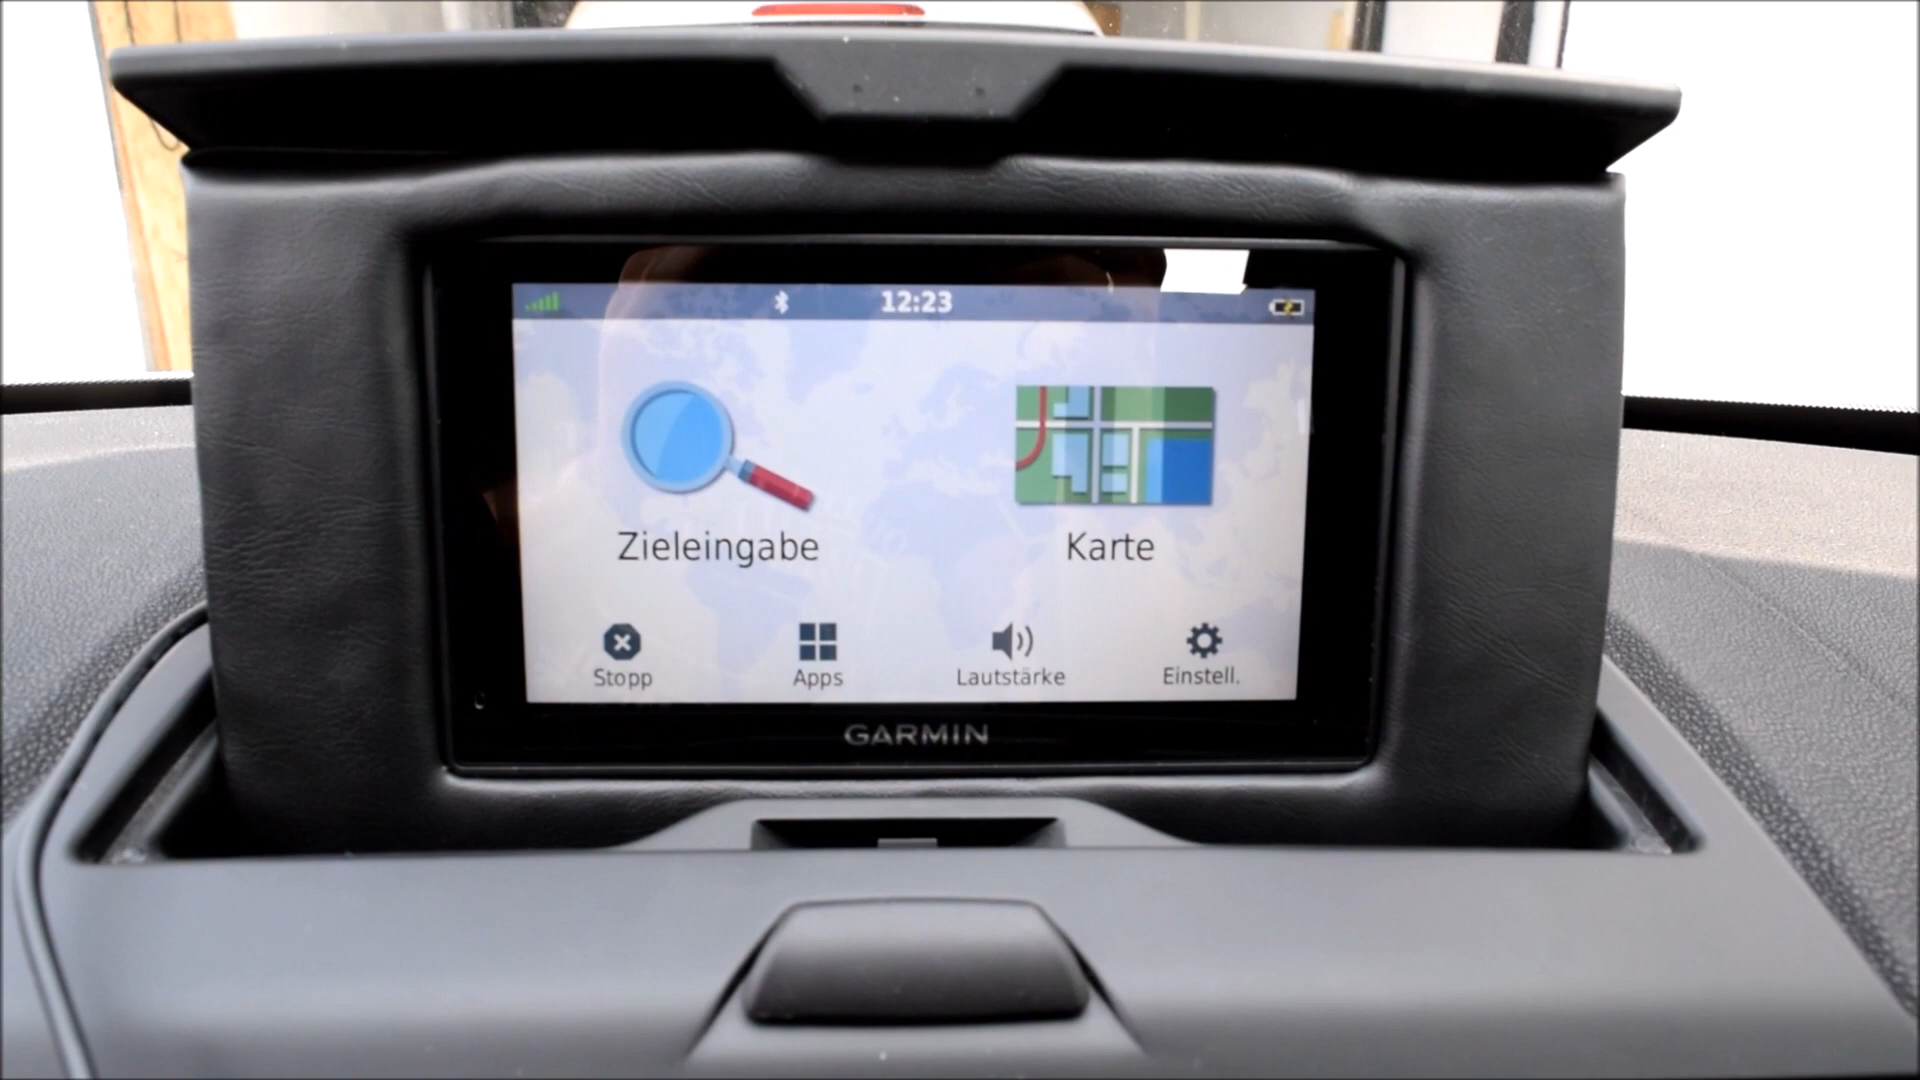 12:23
Zieleingabe
Karte
Stopp
Apps
Lautstärke
Einstell.
GARMIN